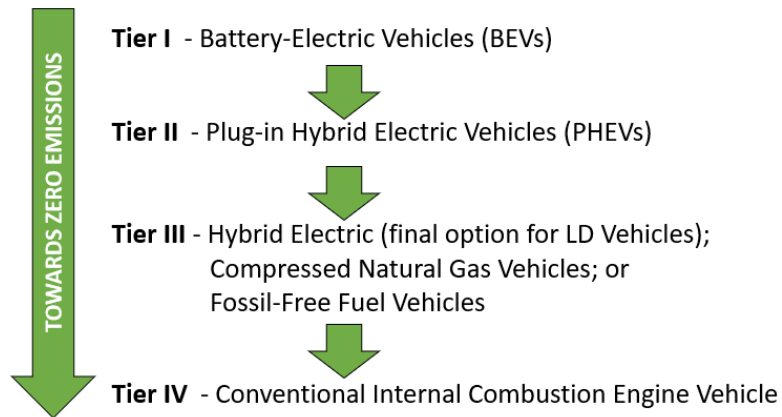 TOWARDS ZERO EMISSIONS
Tier I - Battery-Electric Vehicles (BEVs)
Tier II - Plug-in Hybrid Electric Vehicles (PHEVs)
Tier III - Hybrid Electric (final option for LD Vehicles);
Compressed Natural Gas Vehicles; or
Fossil-Free Fuel Vehicles
Tier IV - Conventional Internal Combustion Engine Vehicle